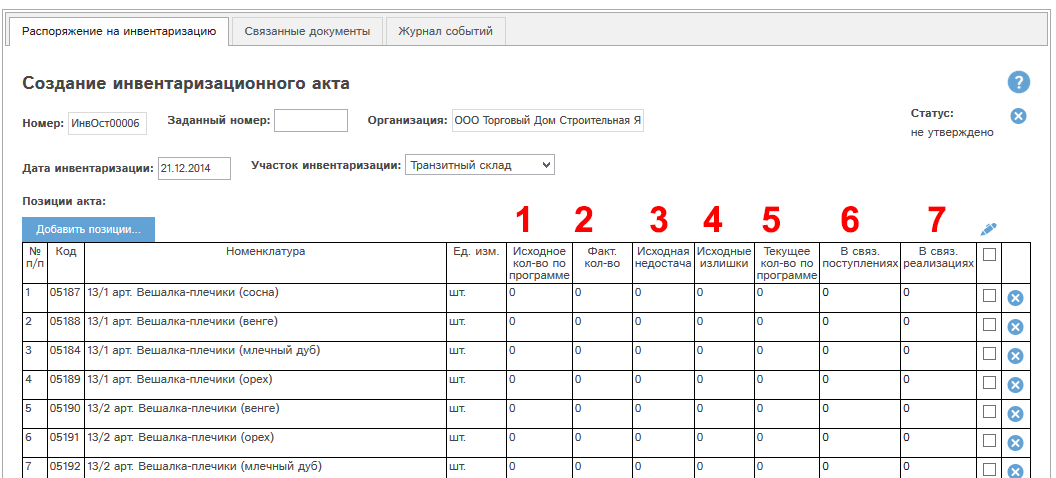 Распоряжение на инвентаризацию Связанные документы Журнал событий
Создание инвентаризационного акта ?
Номер: ИнвОст00006 Заданный номер: Организация: ООО Торговый Дом Строительная Я Статус:
не утверждено
Дата инвентаризации: 21.12.2014 Участок инвентаризации: Транзитный склад
Позиции акта:
1 2 3 4 5 6 7
Добавить позиции...
№ Код Номенклатура Ед. изм. Исходное Факт. Исходная Исходные Текущее В связ. В связ.
п/п кол-во по кол-во недостача излишки кол-во по поступлениях реализациях
программе программе
1 05187 13/1 арт. Вешалка-плечики (сосна) шт. 0 0 0 0 0 0 0
2 05188 13/1 арт. Вешалка-плечики (венге) шт. 0 0 0 0 0 0 0
3 05184 13/1 арт. Вешалка-плечики (млечный дуб) шт. 0 0 0 0 0 0 0
4 05189 13/1 арт. Вешалка-плечики (орех) шт. 0 0 0 0 0 0 0
5 05190 13/2 арт. Вешалка-плечики (венге) шт. 0 0 0 0 0 0 0
6 05191 13/2 арт. Вешалка-плечики (орех) шт. 0 0 0 0 0 0 0
7 05192 13/2 арт. Вешалка-плечики (млечный дуб) шт. 0 0 0 0 0 0 0